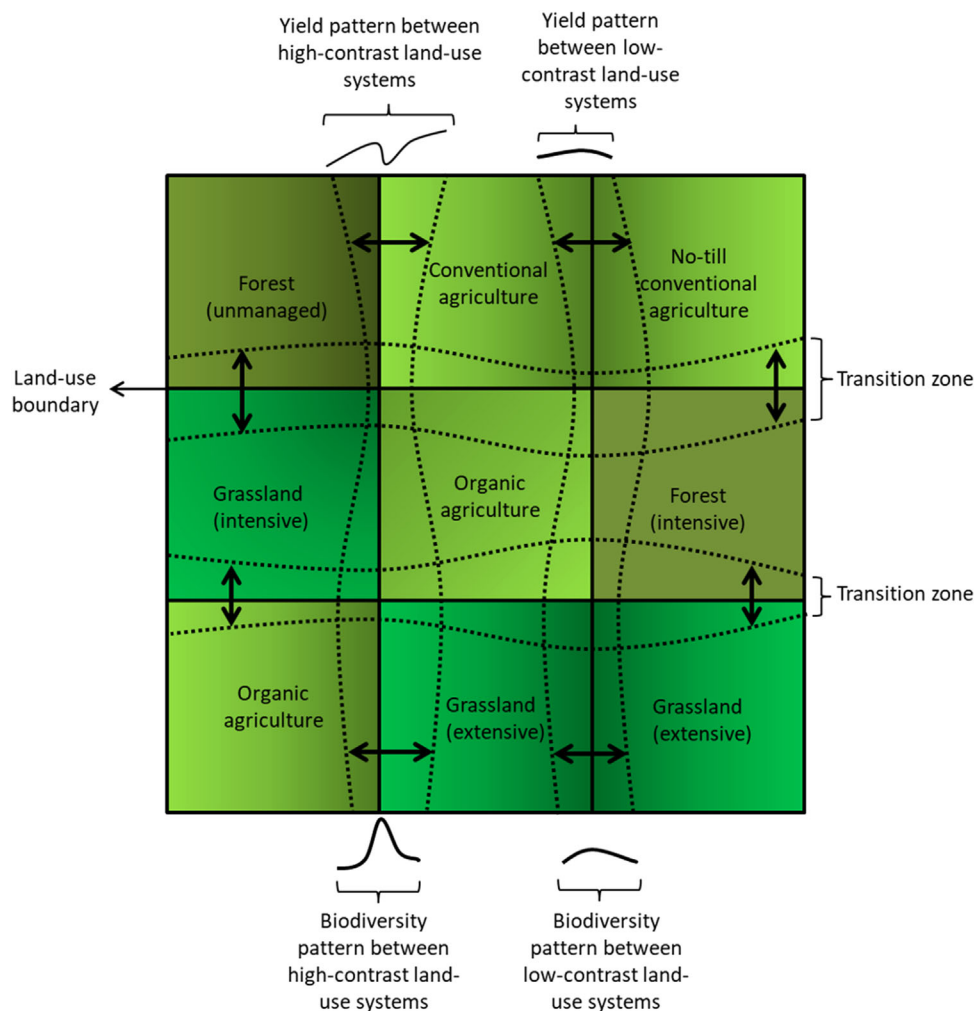 Yield pattern between
high-contrast land-use
systems
Yield pattern
between low-
contrast land-use
systems
Forest
(unmanaged)
Conventional
agriculture
No-till
conventional
agriculture
Land-use
boundary
Transition zone
Grassland
(intensive)
Organic
agriculture
Forest
(intensive)
Transition zone
Organic
agriculture
Grassland
(extensive)
Grassland
(extensive)
Biodiversity
pattern between
high-contrast land-
use systems
Biodiversity
pattern between
low-contrast land-
use systems